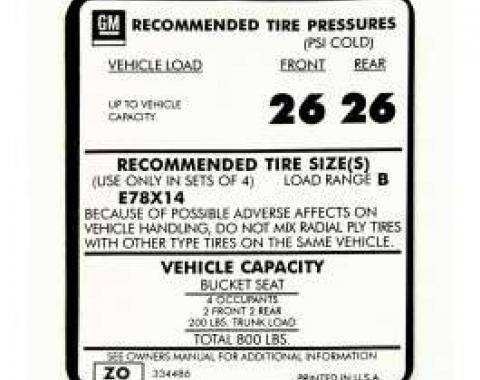 GM RECOMMENDED TIRE PRESSURES
(PSI COLD)
VEHICLE LOAD FRONT REAR
UP TO VEHICLE
CAPACITY 26 26
RECOMMENDED TIRE SIZE(S)
(USE ONLY IN SETS OF 4) LOAD RANGE B
E78X14
BECAUSE OF POSSIBLE ADVERSE AFFECTS ON
VEHICLE HANDLING, DO NOT MIX RADIAL PLY TIRES
WITH OTHER TYPE TIRES ON THE SAME VEHICLE.
VEHICLE CAPACITY
BUCKET SEAT
4 OCCUPANTS
2 FRONT 2 REAR
200 LBS. TRUNK LOAD
TOTAL 800 LBS.
SEE OWNERS MANUAL FOR ADDITIONAL INFORMATION
ZO 334486 PRINTED IN U.S.A.